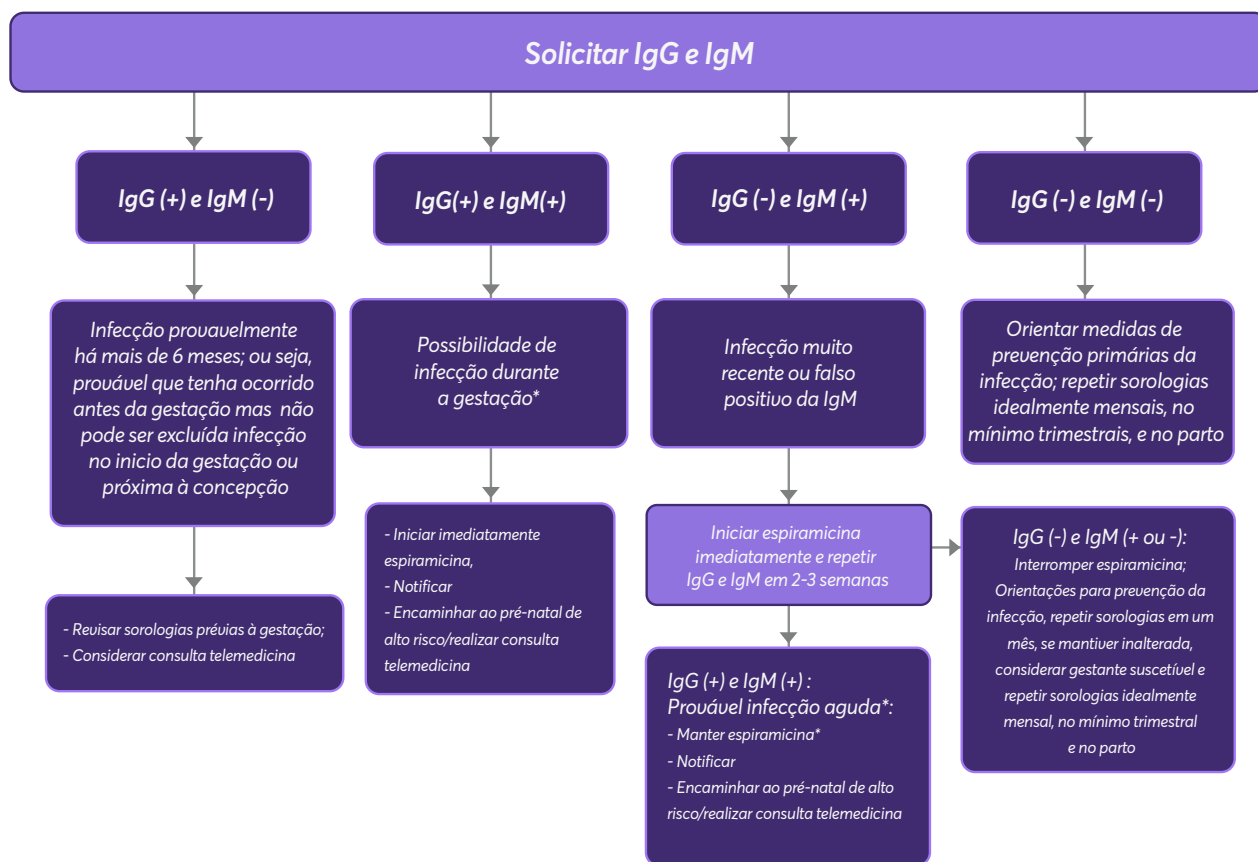 Solicitar IgG e IgM
IgG (+) e IgM (-)
Infecção provavelmente
há mais de 6 meses; ou seja,
provável que tenha ocorrido
antes da gestação mas não
pode ser excluída infecção
no inicio da gestação ou
próxima à concepção
- Revisar sorologias prévias à gestação;
- Considerar consulta telemedicina
IgG(+) e IgM(+)
Possibilidade de
infecção durante
a gestação*
- Iniciar imediatamente
espiramicina,
- Notificar
- Encaminhar ao pré-natal de
alto risco/realizar consulta
telemedicina
IgG (-) e IgM (+)
Infecção muito
recente ou falso
positivo da IgM
Iniciar espiramicina
imediatamente e repetir
IgG e IgM em 2-3 semanas
IgG (+) e IgM (+) :
Provável infecção aguda*:
- Manter espiramicina*
- Notificar
- Encaminhar ao pré-natal de alto
risco/realizar consulta telemedicina
IgG (-) e IgM (-)
Orientar medidas de
prevenção primárias da
infecção; repetir sorologias
idealmente mensais, no
mínimo trimestrais, e no parto
IgG (-) e IgM (+ ou -):
Interromper espiramicina;
Orientações para prevenção da
infecção, repetir sorologias em um
mês, se mantiver inalterada,
considerar gestante suscetível e
repetir sorologias idealmente
mensal, no mínimo trimestral
e no parto